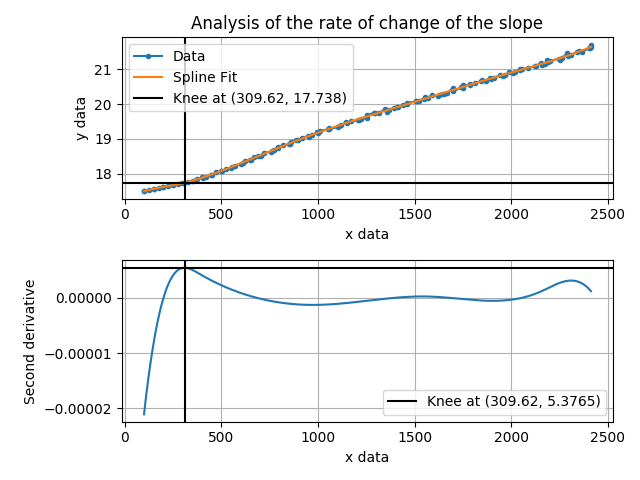 Analysis of the rate of change of the slope
Data
Spline Fit
Knee at (309.62, 17.738)
y data
21
20
19
18
0 500 1000 1500 2000 2500
x data
Second derivative
0.00000
−0.00001
−0.00002
Knee at (309.62, 5.3765)
0 500 1000 1500 2000 2500
x data